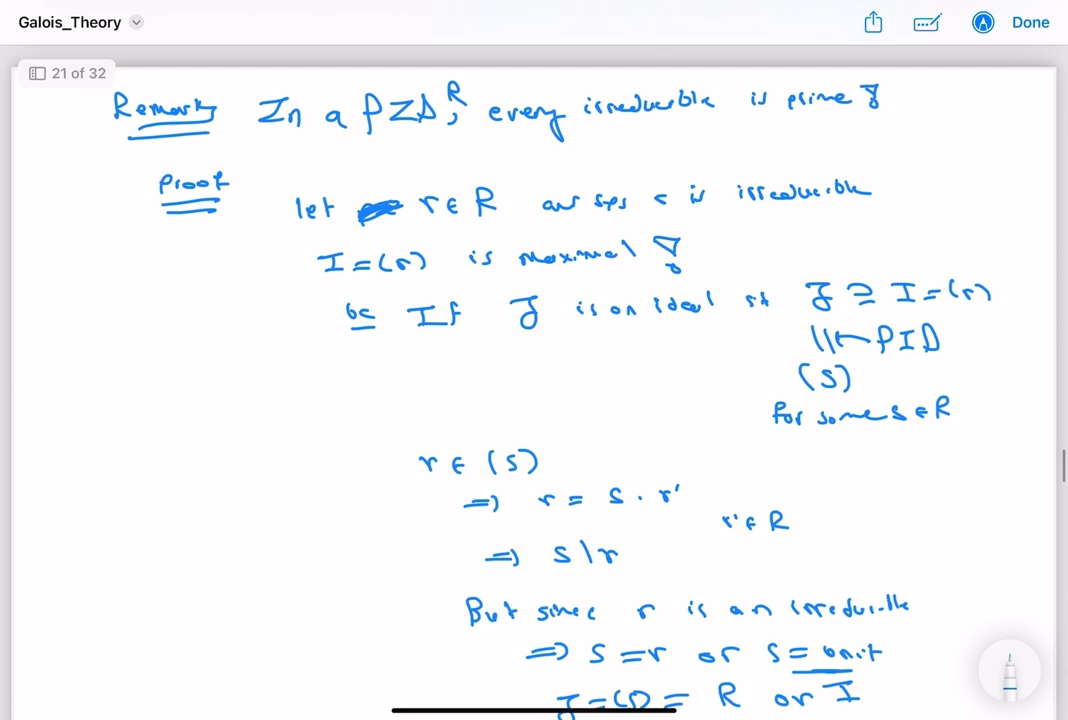 Galois_Theory
Done
21 of 32
Remark In a PID R, every irreducible is prime
Proof let r ∈ R and sps r is irreducible
I = (r) is maximal
bc If J is an ideal st J ⊇ I = (r)
|| ← PID
(s)
for some s ∈ R
r ∈ (s)
⇒ r = s · r'
r' ∈ R
⇒ s | r
But since r is an irreducible
⇒ s = r or s = unit
J = (s) = R or I